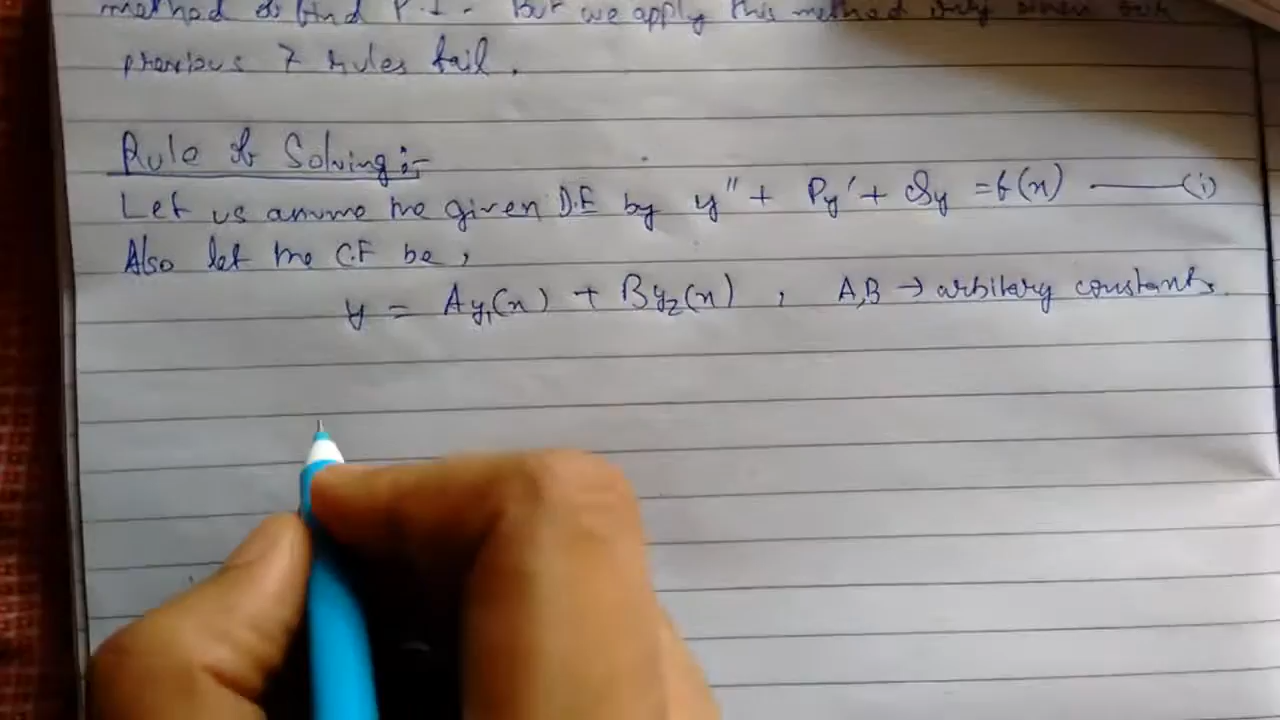 method to find P.I. But we apply this method only when our
previous 7 rules fail.
Rule of Solving :-
Let us assume the given D.E by y'' + Py' + Qy = f(x) —— (i)
Also let the C.F be,
y = Ay₁(x) + By₂(x) , A,B → arbitary constants.